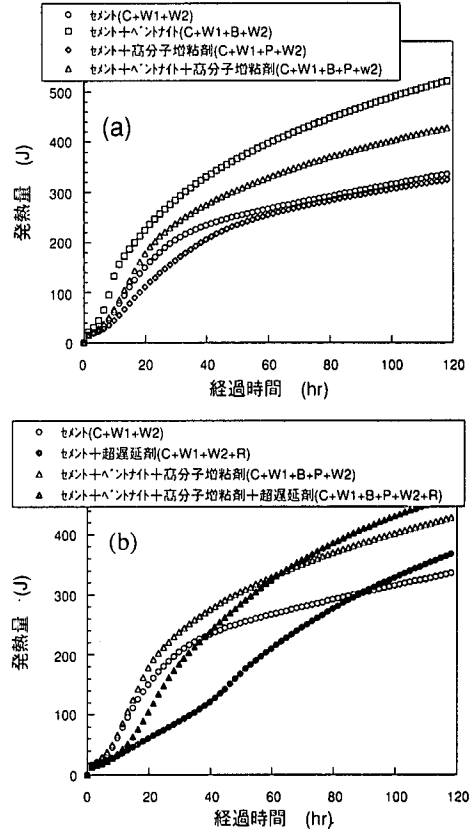 ○ セメント(C+W1+W2)
□ セメント+ベントナイト(C+W1+B+W2)
◇ セメント+高分子増粘剤(C+W1+P+W2)
△ セメント+ベントナイト+高分子増粘剤(C+W1+B+P+w2)
(a)
発熱量 (J)
500
400
300
200
100
0
0 20 40 60 80 100 120
経過時間 (hr)
○ セメント(C+W1+W2)
● セメント+超遅延剤(C+W1+W2+R)
△ セメント+ベントナイト+高分子増粘剤(C+W1+B+P+W2)
▲ セメント+ベントナイト+高分子増粘剤+超遅延剤(C+W1+B+P+W2+R)
(b)
発熱量 (J)
400
300
200
100
0
0 20 40 60 80 100 120
経過時間 (hr)